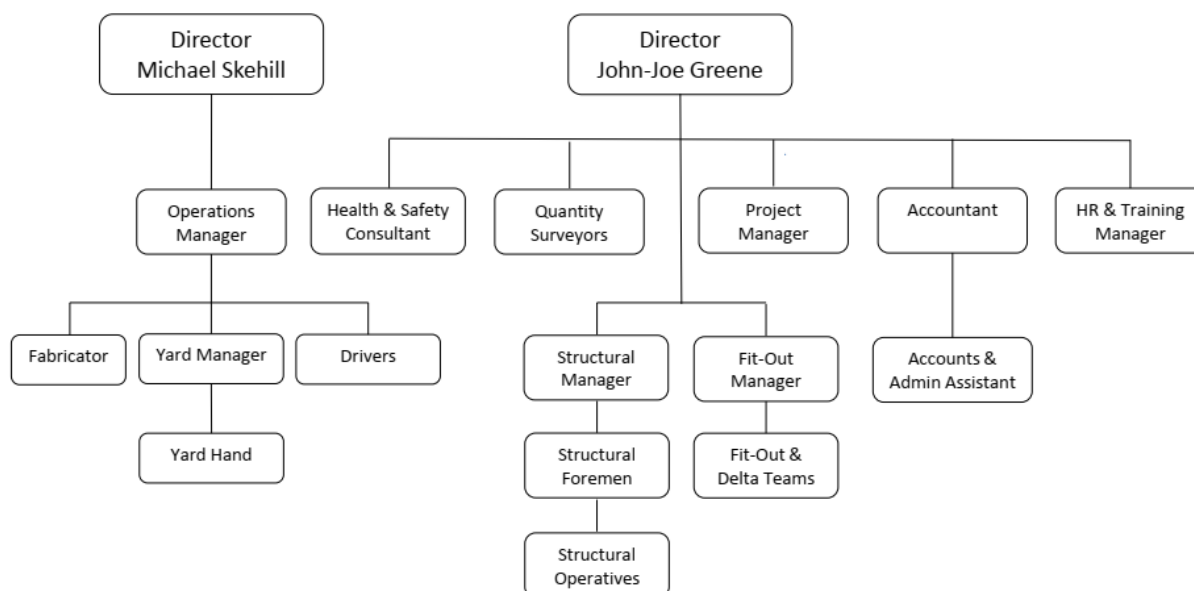 Director
Michael Skehill
Director
John-Joe Greene
Operations
Manager
Health & Safety
Consultant
Quantity
Surveyors
Project
Manager
Accountant
HR & Training
Manager
Fabricator
Yard Manager
Drivers
Structural
Manager
Fit-Out
Manager
Accounts &
Admin Assistant
Yard Hand
Structural
Foremen
Fit-Out &
Delta Teams
Structural
Operatives